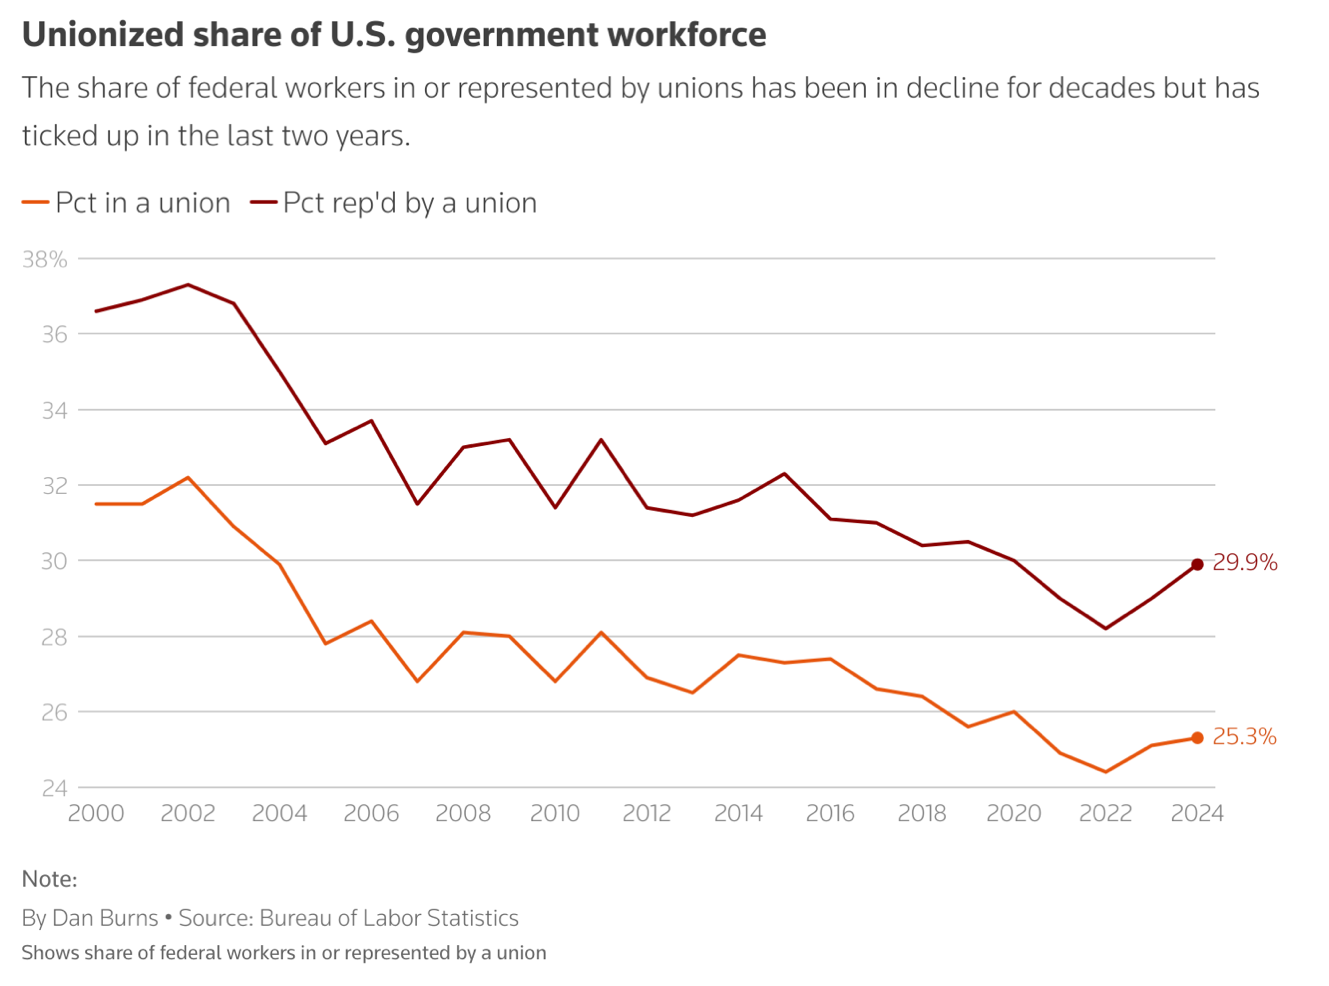 Unionized share of U.S. government workforce
The share of federal workers in or represented by unions has been in decline for decades but has
ticked up in the last two years.
Pct in a union Pct rep'd by a union
38%
36
34
32
30
28
26
24
29.9%
25.3%
2000 2002 2004 2006 2008 2010 2012 2014 2016 2018 2020 2022 2024
Note:
By Dan Burns • Source: Bureau of Labor Statistics
Shows share of federal workers in or represented by a union